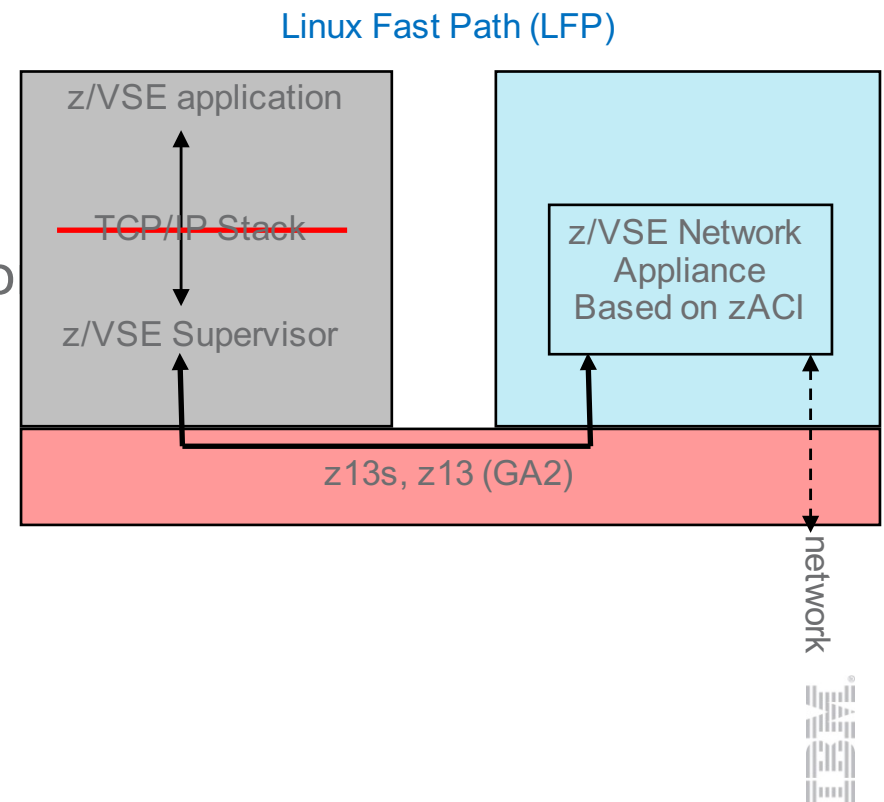 Linux Fast Path (LFP)
z/VSE application
TCP/IP Stack
z/VSE Supervisor
z/VSE Network
Appliance
Based on zACI
z13s, z13 (GA2)
network
IBM®